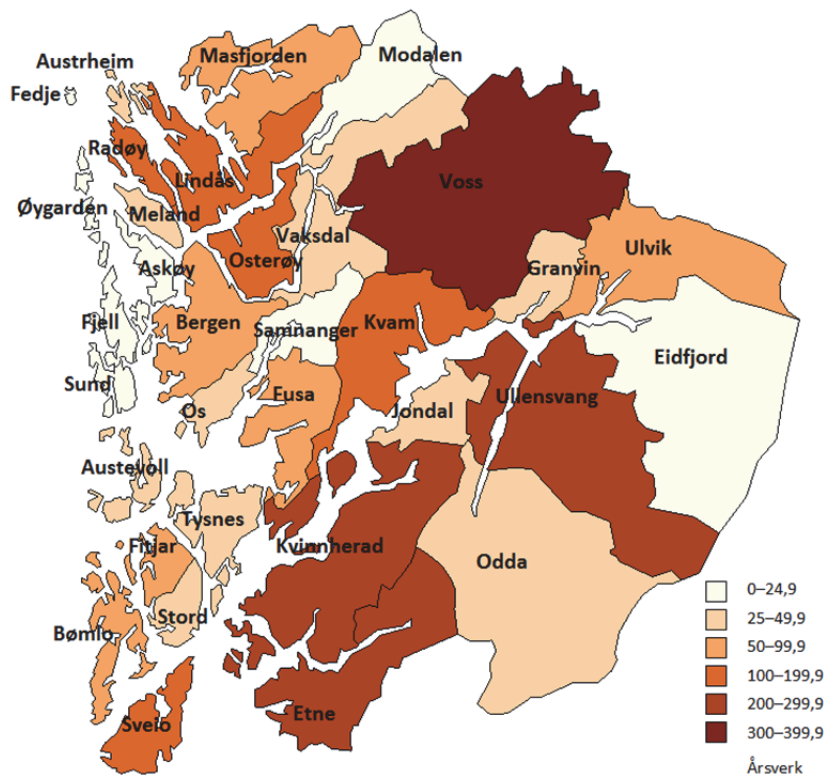 Masfjorden
Modalen
Austrheim
Fedje
Radøy
Lindås
Voss
Øygarden
Meland
Vaksdal
Ulvik
Osterøy
Granvin
Askøy
Fjell
Bergen
Samnanger
Kvam
Eidfjord
Sund
Os
Fusa
Jondal
Ullensvang
Austevoll
Tysnes
Fitjar
Kvinnherad
Odda
Stord
Bømlo
Etne
Sveio
0–24,9
25–49,9
50–99,9
100–199,9
200–299,9
300–399,9
Årsverk